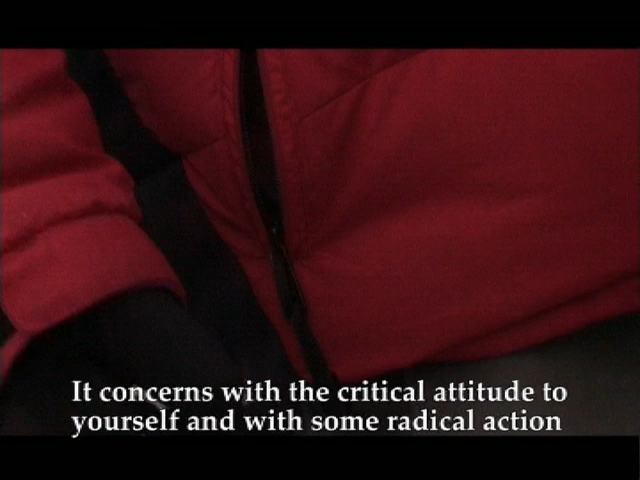 It concerns with the critical attitude to
yourself and with some radical action